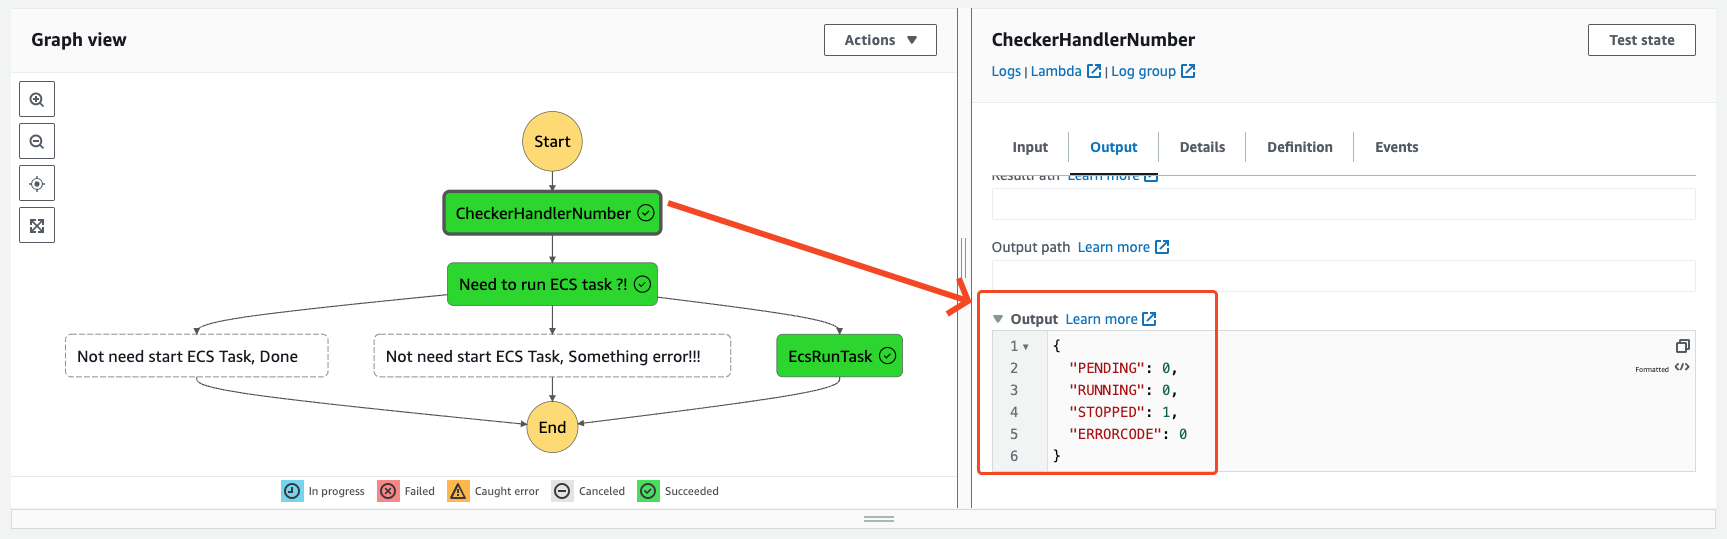 Graph view
Actions
Start
CheckerHandlerNumber
Need to run ECS task ?!
Not need start ECS Task, Done
Not need start ECS Task, Something error!!!
EcsRunTask
End
In progress
Failed
Caught error
Canceled
Succeeded
CheckerHandlerNumber
Test state
Logs | Lambda | Log group
Input
Output
Details
Definition
Events
ResultPath Learn more
Output path Learn more
Output Learn more
1 {
2 "PENDING": 0,
3 "RUNNING": 0,
4 "STOPPED": 1,
5 "ERRORCODE": 0
6 }
Formatted